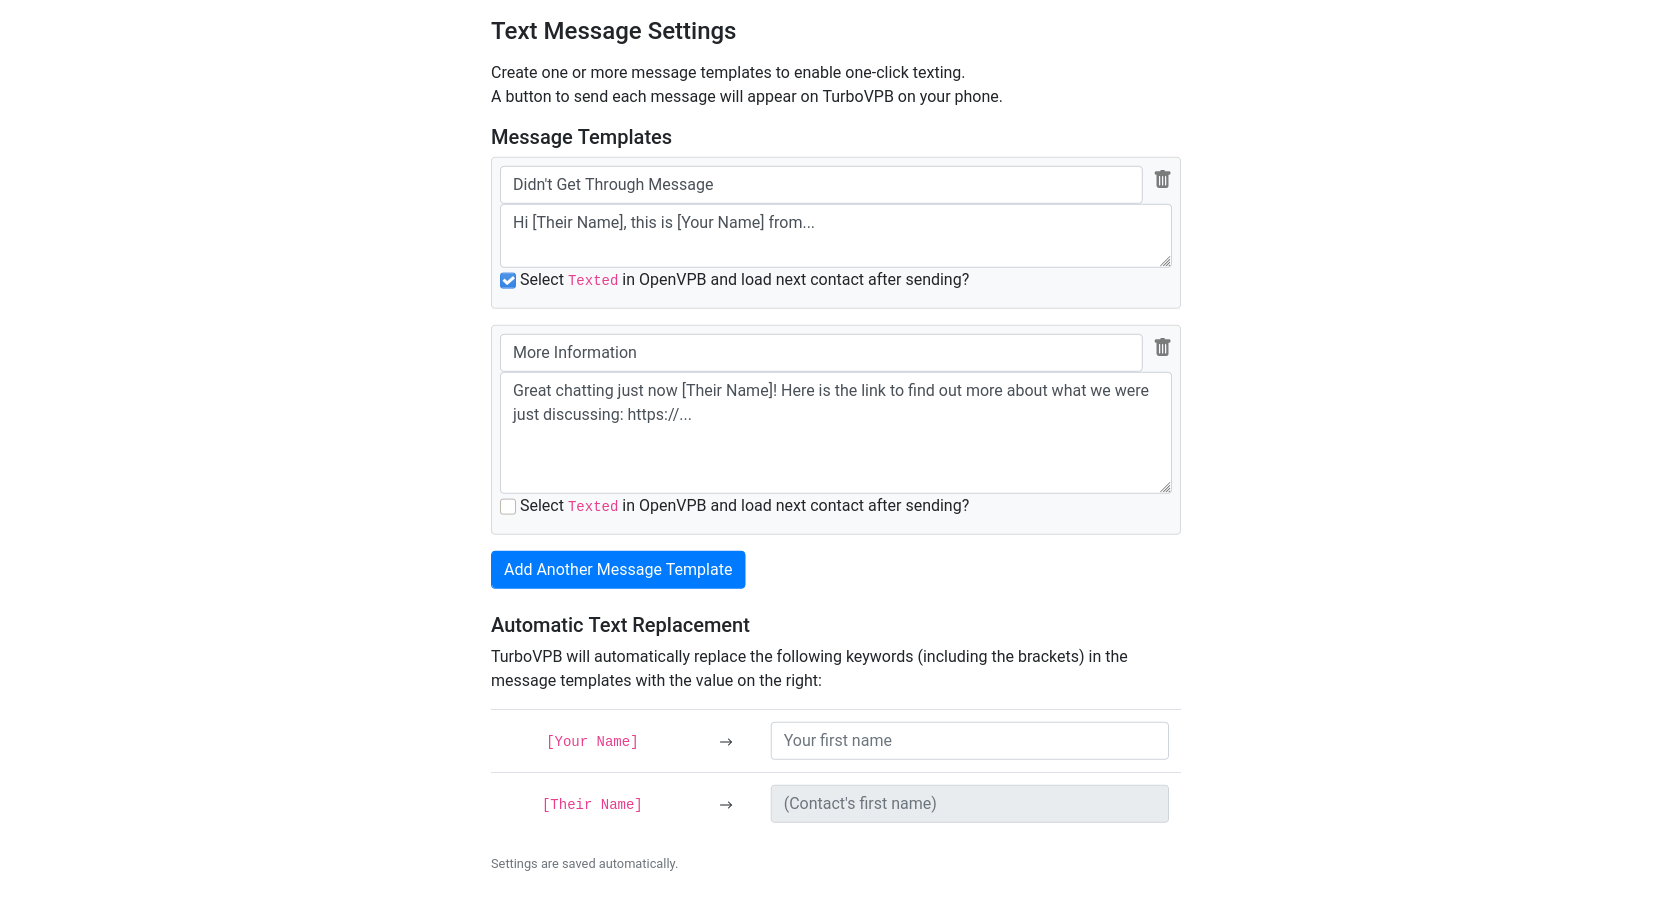 Text Message Settings
Create one or more message templates to enable one-click texting.
A button to send each message will appear on TurboVPB on your phone.
Message Templates
Didn't Get Through Message
Hi [Their Name], this is [Your Name] from...
Select Texted in OpenVPB and load next contact after sending?
More Information
Great chatting just now [Their Name]! Here is the link to find out more about what we were
just discussing: https://...
Select Texted in OpenVPB and load next contact after sending?
Add Another Message Template
Automatic Text Replacement
TurboVPB will automatically replace the following keywords (including the brackets) in the
message templates with the value on the right:
[Your Name] → Your first name
[Their Name] → (Contact's first name)
Settings are saved automatically.